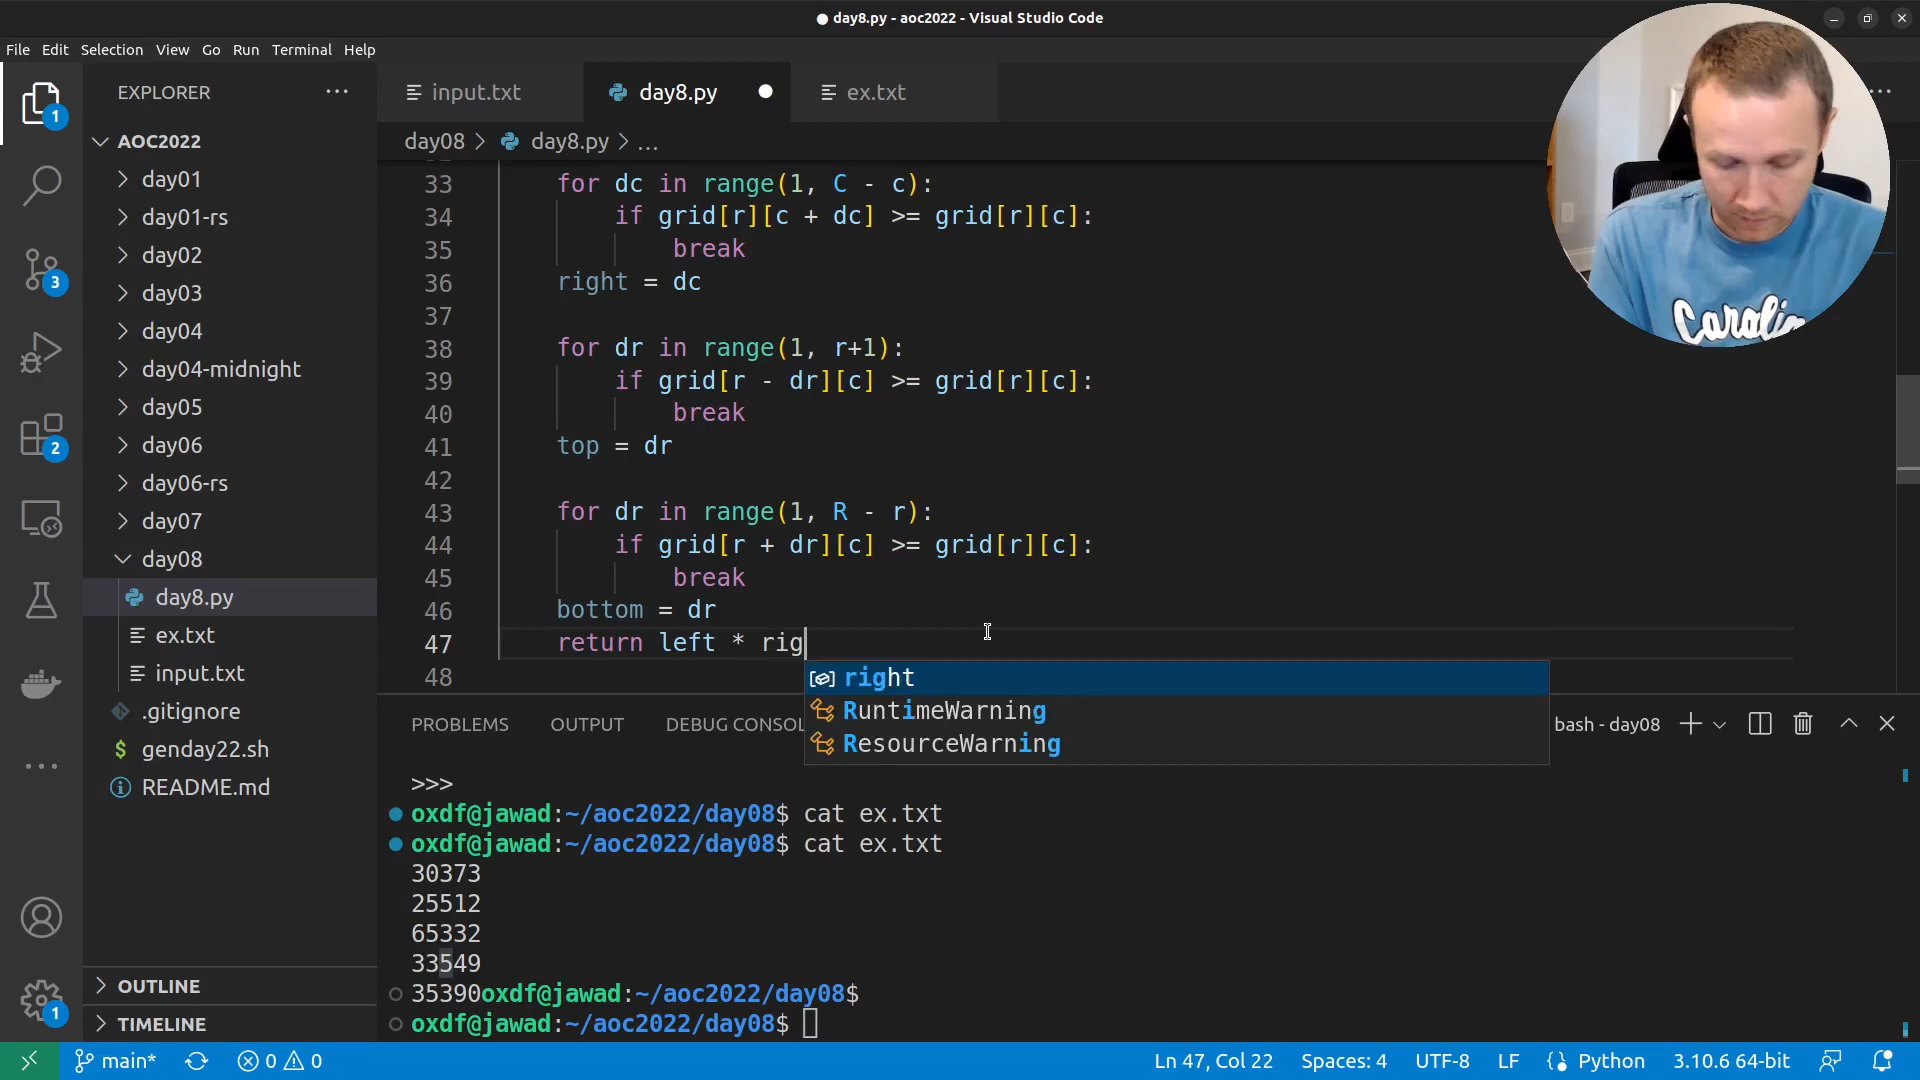 day8.py - aoc2022 - Visual Studio Code
File Edit Selection View Go Run Terminal Help
EXPLORER
AOC2022
day01
day01-rs
day02
day03
day04
day04-midnight
day05
day06
day06-rs
day07
day08
day8.py
ex.txt
input.txt
.gitignore
genday22.sh
README.md
OUTLINE
TIMELINE
1
3
2
1
input.txt day8.py ex.txt
day08 > day8.py > ...
33 for dc in range(1, C - c):
34 if grid[r][c + dc] >= grid[r][c]:
35 break
36 right = dc
37
38 for dr in range(1, r+1):
39 if grid[r - dr][c] >= grid[r][c]:
40 break
41 top = dr
42
43 for dr in range(1, R - r):
44 if grid[r + dr][c] >= grid[r][c]:
45 break
46 bottom = dr
47 return left * rig
48
right
RuntimeWarning
ResourceWarning
PROBLEMS OUTPUT DEBUG CONSOL
bash - day08
>>>
oxdf@jawad:~/aoc2022/day08$ cat ex.txt
oxdf@jawad:~/aoc2022/day08$ cat ex.txt
30373
25512
65332
33549
35390oxdf@jawad:~/aoc2022/day08$
oxdf@jawad:~/aoc2022/day08$
main* 0 0 Ln 47, Col 22 Spaces: 4 UTF-8 LF Python 3.10.6 64-bit